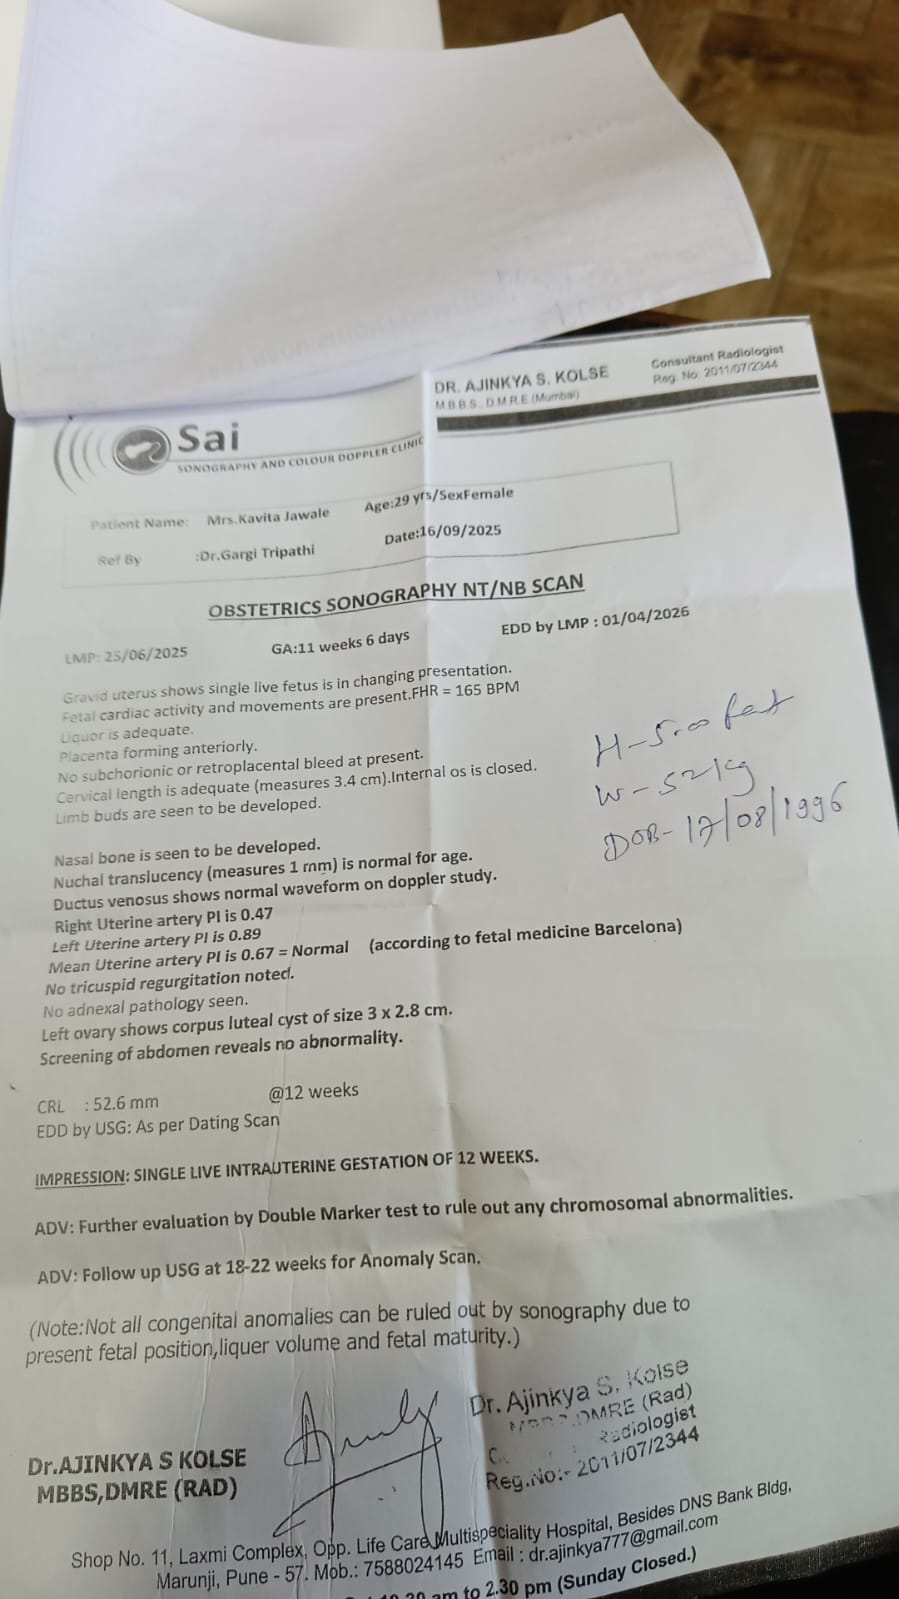 DR. AJINKYA S. KOLSE
M.B.B.S., D.M.R.E.(Mumbai)
Consultant Radiologist
Reg. No. 2011/07/2344
Sai
SONOGRAPHY AND COLOUR DOPPLER CLINIC
Patient Name: Mrs.Kavita Jawale Age:29 yrs/SexFemale
Ref By :Dr.Gargi Tripathi Date:16/09/2025
OBSTETRICS SONOGRAPHY NT/NB SCAN
LMP: 25/06/2025 GA:11 weeks 6 days EDD by LMP : 01/04/2026
Gravid uterus shows single live fetus is in changing presentation.
Fetal cardiac activity and movements are present.FHR = 165 BPM
Liquor is adequate.
Placenta forming anteriorly.
No subchorionic or retroplacental bleed at present.
Cervical length is adequate (measures 3.4 cm).Internal os is closed.
Limb buds are seen to be developed.
H-5.00 feet
W-52kg
DOB-17/08/1996
Nasal bone is seen to be developed.
Nuchal translucency (measures 1 mm) is normal for age.
Ductus venosus shows normal waveform on doppler study.
Right Uterine artery PI is 0.47
Left Uterine artery PI is 0.89
Mean Uterine artery PI is 0.67 = Normal (according to fetal medicine Barcelona)
No tricuspid regurgitation noted.
No adnexal pathology seen.
Left ovary shows corpus luteal cyst of size 3 x 2.8 cm.
Screening of abdomen reveals no abnormality.
CRL : 52.6 mm @12 weeks
EDD by USG: As per Dating Scan
IMPRESSION: SINGLE LIVE INTRAUTERINE GESTATION OF 12 WEEKS.
ADV: Further evaluation by Double Marker test to rule out any chromosomal abnormalities.
ADV: Follow up USG at 18-22 weeks for Anomaly Scan.
(Note:Not all congenital anomalies can be ruled out by sonography due to
present fetal position,liquer volume and fetal maturity.)
Dr.AJINKYA S KOLSE
MBBS,DMRE (RAD)
Dr. Ajinkya S. Kolse
DMRE (Rad)
Radiologist
Reg.No:- 2011/07/2344
Shop No. 11, Laxmi Complex, Opp. Life Care Multispeciality Hospital, Besides DNS Bank Bldg,
Marunji, Pune - 57. Mob.: 7588024145 Email : dr.ajinkya777@gmail.com
am to 2.30 pm (Sunday Closed.)